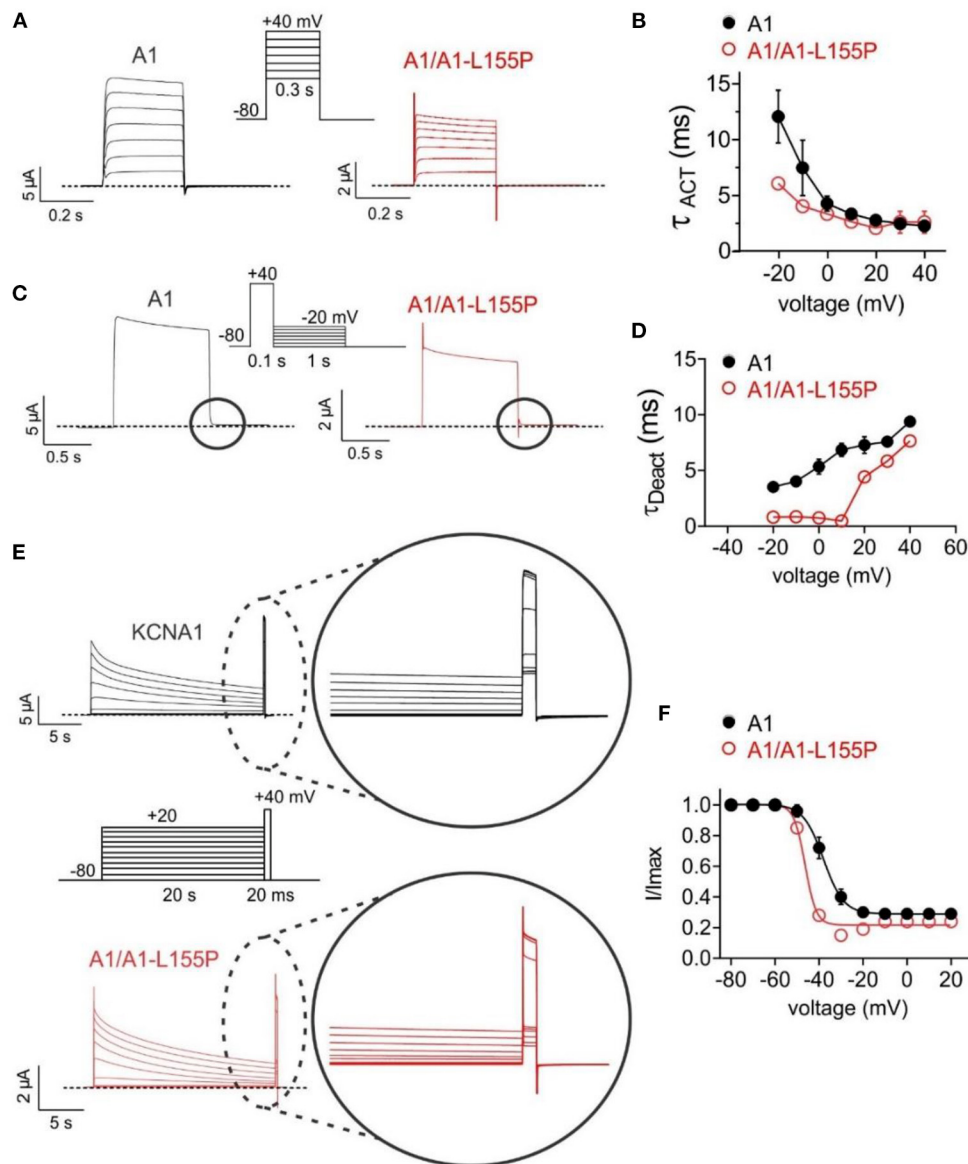 A
A1
+40 mV
-80
0.3 s
A1/A1-L155P
5 µA
0.2 s
2 µA
0.2 s
B
A1
A1/A1-L155P
15
10
5
0
τ ACT (ms)
-20 0 20 40
voltage (mV)
C
A1
+40
-20 mV
-80
0.1 s 1 s
A1/A1-L155P
5 µA
0.5 s
2 µA
0.5 s
D
A1
A1/A1-L155P
15
10
5
0
τDeact (ms)
-40 -20 0 20 40 60
voltage (mV)
E
KCNA1
5 µA
5 s
+40 mV
+20
-80
20 s 20 ms
A1/A1-L155P
2 µA
5 s
F
A1
A1/A1-L155P
1.0
0.8
0.6
0.4
0.2
0.0
I/Imax
-80 -60 -40 -20 0 20
voltage (mV)